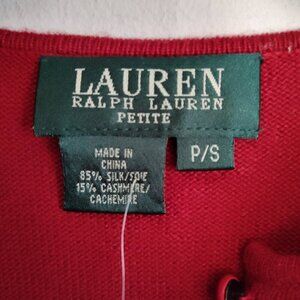 LAUREN
RALPH LAUREN
PETITE
P/S
MADE IN
CHINA
85% SILK/SOIE
15% CASHMERE/
CACHEMIRE